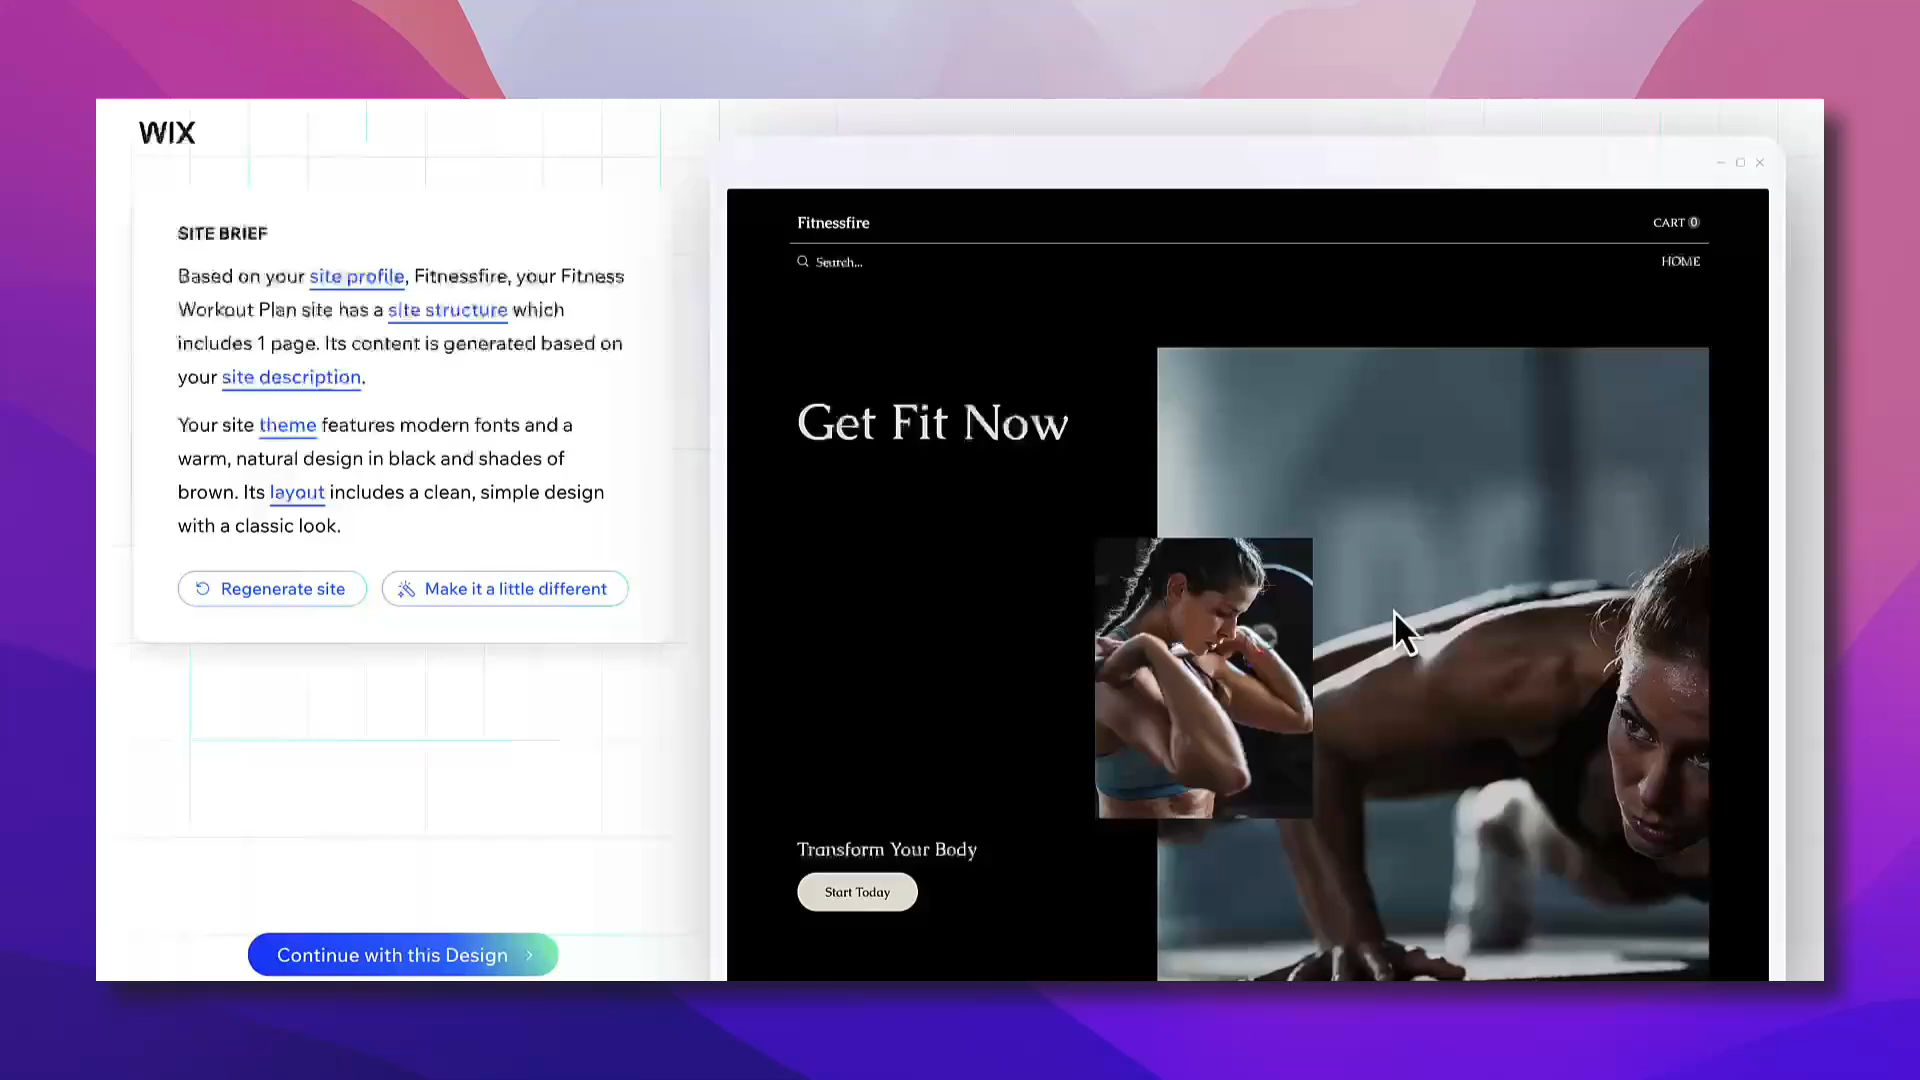 WIX
SITE BRIEF
Based on your site profile, Fitnessfire, your Fitness
Workout Plan site has a site structure which
includes 1 page. Its content is generated based on
your site description.
Your site theme features modern fonts and a
warm, natural design in black and shades of
brown. Its layout includes a clean, simple design
with a classic look.
Regenerate site
Make it a little different
Continue with this Design
Fitnessfire
CART 0
Search...
HOME
Get Fit Now
Transform Your Body
Start Today